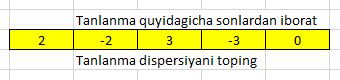 Tanlanma quyidagicha sonlardan iborat
2 -2 3 -3 0
Tanlanma dispersiyani toping